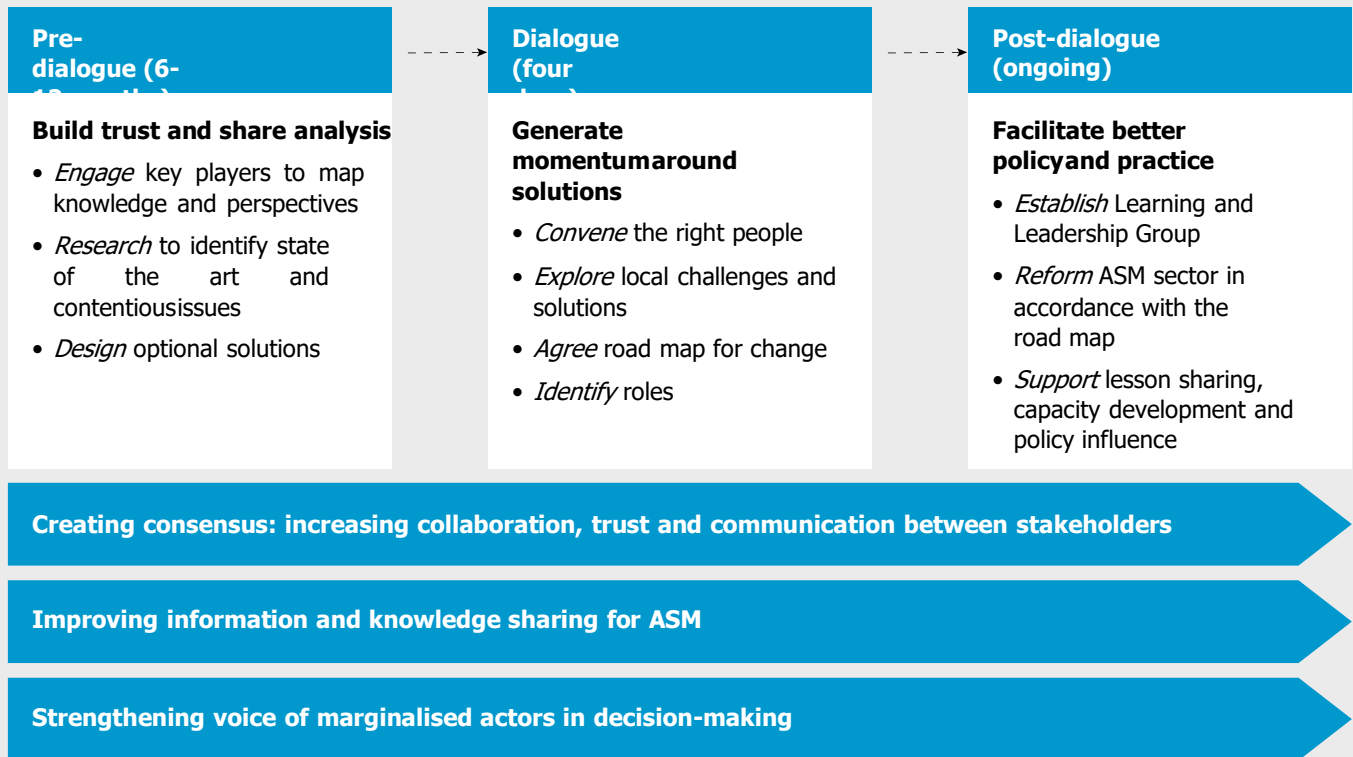 Pre-
dialogue (6-
Dialogue
(four
Post-dialogue
(ongoing)
Build trust and share analysis
• Engage key players to map
knowledge and perspectives
• Research to identify state
of the art and
contentiousissues
• Design optional solutions
Generate
momentumaround
solutions
• Convene the right people
• Explore local challenges and
solutions
• Agree road map for change
• Identify roles
Facilitate better
policyand practice
• Establish Learning and
Leadership Group
• Reform ASM sector in
accordance with the
road map
• Support lesson sharing,
capacity development and
policy influence
Creating consensus: increasing collaboration, trust and communication between stakeholders
Improving information and knowledge sharing for ASM
Strengthening voice of marginalised actors in decision-making